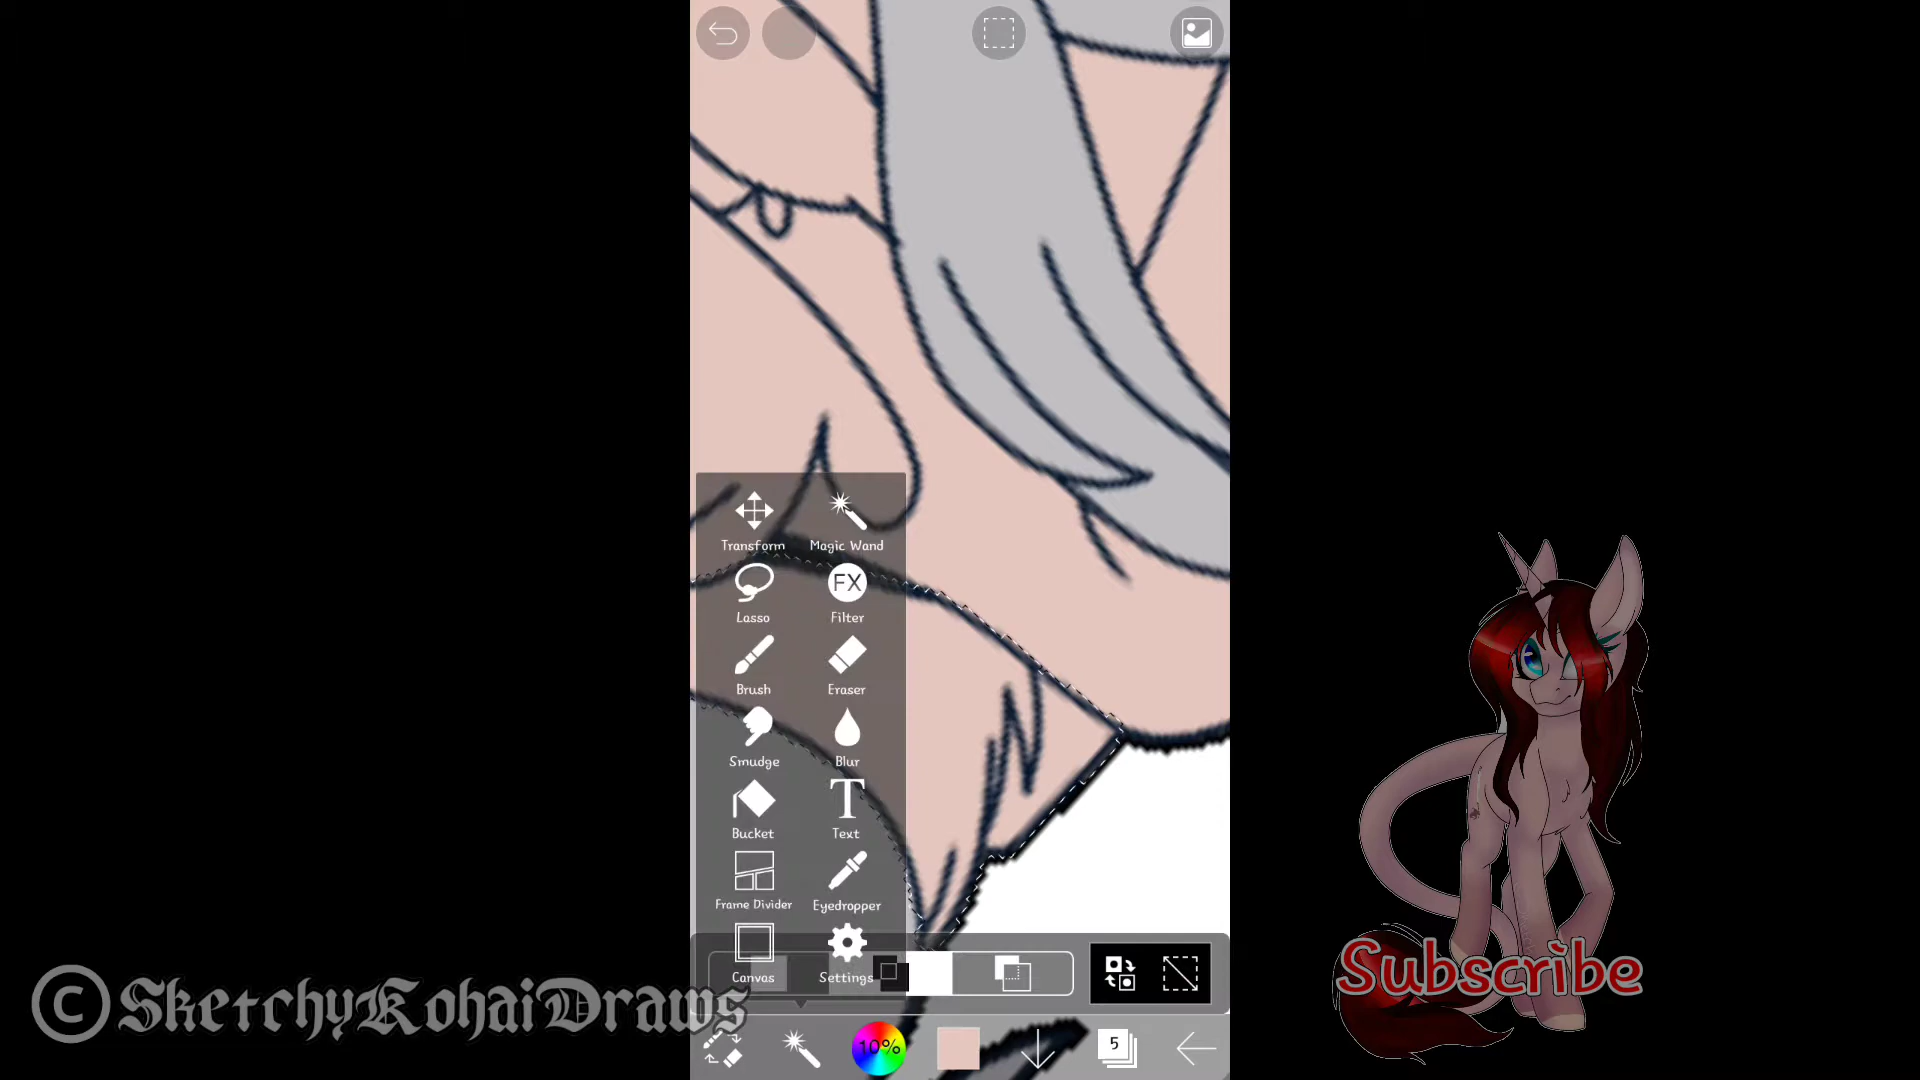 Transform Magic Wand
Lasso Filter
FX
Brush Eraser
Smudge Blur
Bucket Text
Frame Divider Eyedropper
Canvas Settings
10%
5
© SketchyKohaiDraws
Subscribe